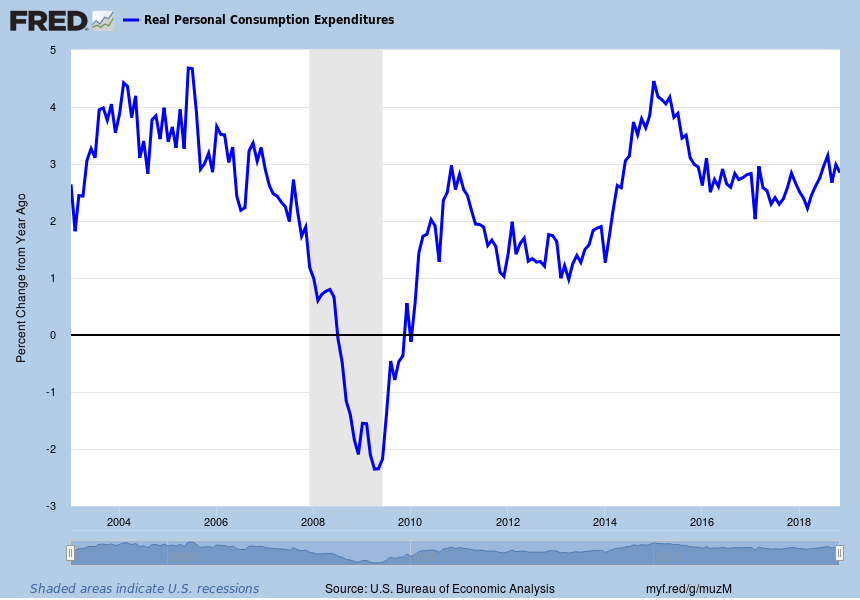 FRED
Real Personal Consumption Expenditures
Percent Change from Year Ago
5
4
3
2
1
0
-1
-2
-3
2004 2006 2008 2010 2012 2014 2016 2018
Shaded areas indicate U.S. recessions
Source: U.S. Bureau of Economic Analysis
myf.red/g/muzM